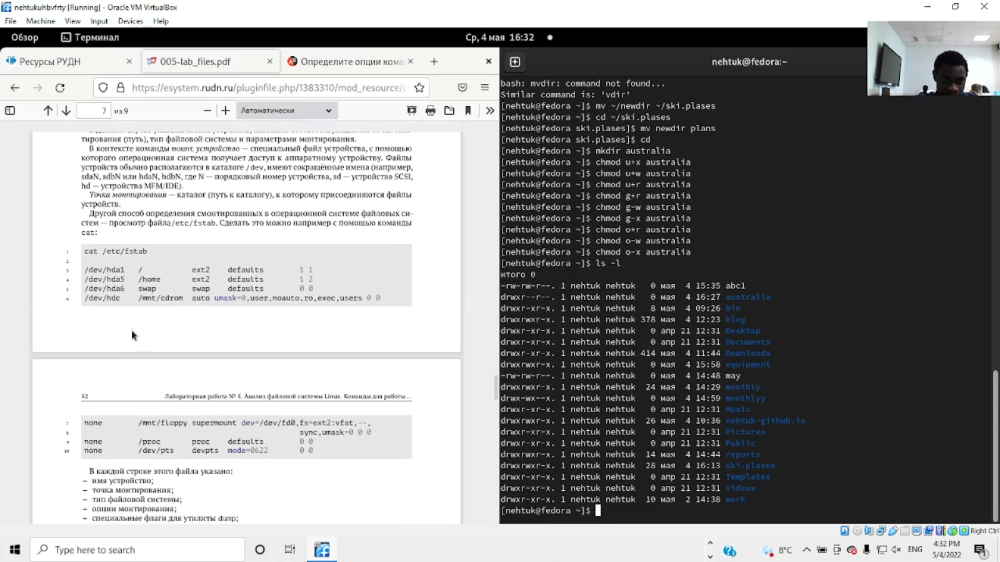 nehtukuhbvfrty [Running] - Oracle VM VirtualBox
File Machine View Input Devices Help
Обзор Терминал Ср, 4 мая 16:32
Ресурсы РУДН 005-lab_files.pdf Определите опции кома
nehtuk@fedora:~
https://esystem.rudn.ru/pluginfile.php/1383310/mod_resource/c
7 из 9 Автоматически
тирования (путь), тип файловой системы и параметрами монтирования.
В контексте команды mount устройство — специальный файл устройства, с помощью
которого операционная система получает доступ к аппаратному устройству. Файлы
устройств обычно располагаются в каталоге /dev, имеют сокращённые имена (например,
sdaN, sdbN или hdaN, hdbN, где N — порядковый номер устройства, sd — устройства SCSI,
hd — устройства MFM/IDE).
Точка монтирования — каталог (путь к каталогу), к которому присоединяются файлы
устройств.
Другой способ определения смонтированных в операционной системе файловых си-
стем — просмотр файла/etc/fstab. Сделать это можно например с помощью команды
cat:
1 cat /etc/fstab
2
3 /dev/hda1 / ext2 defaults 1 1
4 /dev/hda5 /home ext2 defaults 1 2
5 /dev/hda6 swap swap defaults 0 0
6 /dev/hdc /mnt/cdrom auto umask=0,user,noauto,ro,exec,users 0 0
52 Лабораторная работа № 5. Анализ файловой системы Linux. Команды для работы ...
7 none /mnt/floppy supermount dev=/dev/fd0,fs=ext2:vfat,--,
8 sync,umask=0 0 0
9 none /proc proc defaults 0 0
10 none /dev/pts devpts mode=0622 0 0
В каждой строке этого файла указано:
– имя устройство;
– точка монтирования;
– тип файловой системы;
– опции монтирования;
– специальные флаги для утилиты dump;
bash: mvdir: command not found...
Similar command is: 'vdir'
[nehtuk@fedora ~]$ mv ~/newdir ~/ski.plases
[nehtuk@fedora ~]$ cd ~/ski.plases
[nehtuk@fedora ski.plases]$ mv newdir plans
[nehtuk@fedora ski.plases]$ cd
[nehtuk@fedora ~]$ mkdir australia
[nehtuk@fedora ~]$ chmod u+x australia
[nehtuk@fedora ~]$ chmod u+w australia
[nehtuk@fedora ~]$ chmod u+r australia
[nehtuk@fedora ~]$ chmod g+r australia
[nehtuk@fedora ~]$ chmod g-w australia
[nehtuk@fedora ~]$ chmod g-x australia
[nehtuk@fedora ~]$ chmod o+r australia
[nehtuk@fedora ~]$ chmod o-w australia
[nehtuk@fedora ~]$ chmod o-x australia
[nehtuk@fedora ~]$ ls -l
итого 0
-rw-rw-r--. 1 nehtuk nehtuk 0 мая 4 15:35 abc1
drwxr--r--. 1 nehtuk nehtuk 0 мая 4 16:27 australia
drwxr-xr-x. 1 nehtuk nehtuk 8 мая 4 09:26 bin
drwxrwxr-x. 1 nehtuk nehtuk 378 мая 4 12:23 blog
drwxr-xr-x. 1 nehtuk nehtuk 0 апр 21 12:31 Desktop
drwxr-xr-x. 1 nehtuk nehtuk 0 апр 21 12:31 Documents
drwxr-xr-x. 1 nehtuk nehtuk 414 мая 4 11:44 Downloads
drwxrwxr-x. 1 nehtuk nehtuk 0 мая 4 15:58 equipment
-rw-rw-r--. 1 nehtuk nehtuk 0 мая 4 14:48 may
drwxrwxr-x. 1 nehtuk nehtuk 24 мая 4 14:29 monthly
drwx-wx--x. 1 nehtuk nehtuk 0 мая 4 14:59 monthlyy
drwxr-xr-x. 1 nehtuk nehtuk 0 апр 21 12:31 Music
drwxrwxr-x. 1 nehtuk nehtuk 26 мая 4 10:36 nehtuk-github.io
drwxr-xr-x. 1 nehtuk nehtuk 0 апр 21 12:31 Pictures
drwxr-xr-x. 1 nehtuk nehtuk 0 апр 21 12:31 Public
drwxrwxr-x. 1 nehtuk nehtuk 14 мая 4 14:44 reports
drwxrwxr-x. 1 nehtuk nehtuk 28 мая 4 16:13 ski.plases
drwxr-xr-x. 1 nehtuk nehtuk 0 апр 21 12:31 Templates
drwxr-xr-x. 1 nehtuk nehtuk 0 апр 21 12:31 Videos
drwxr-xr-x. 1 nehtuk nehtuk 10 мая 2 14:38 work
[nehtuk@fedora ~]$
Right Ctrl
Type here to search
8°C ENG 4:32 PM
5/4/2022
1